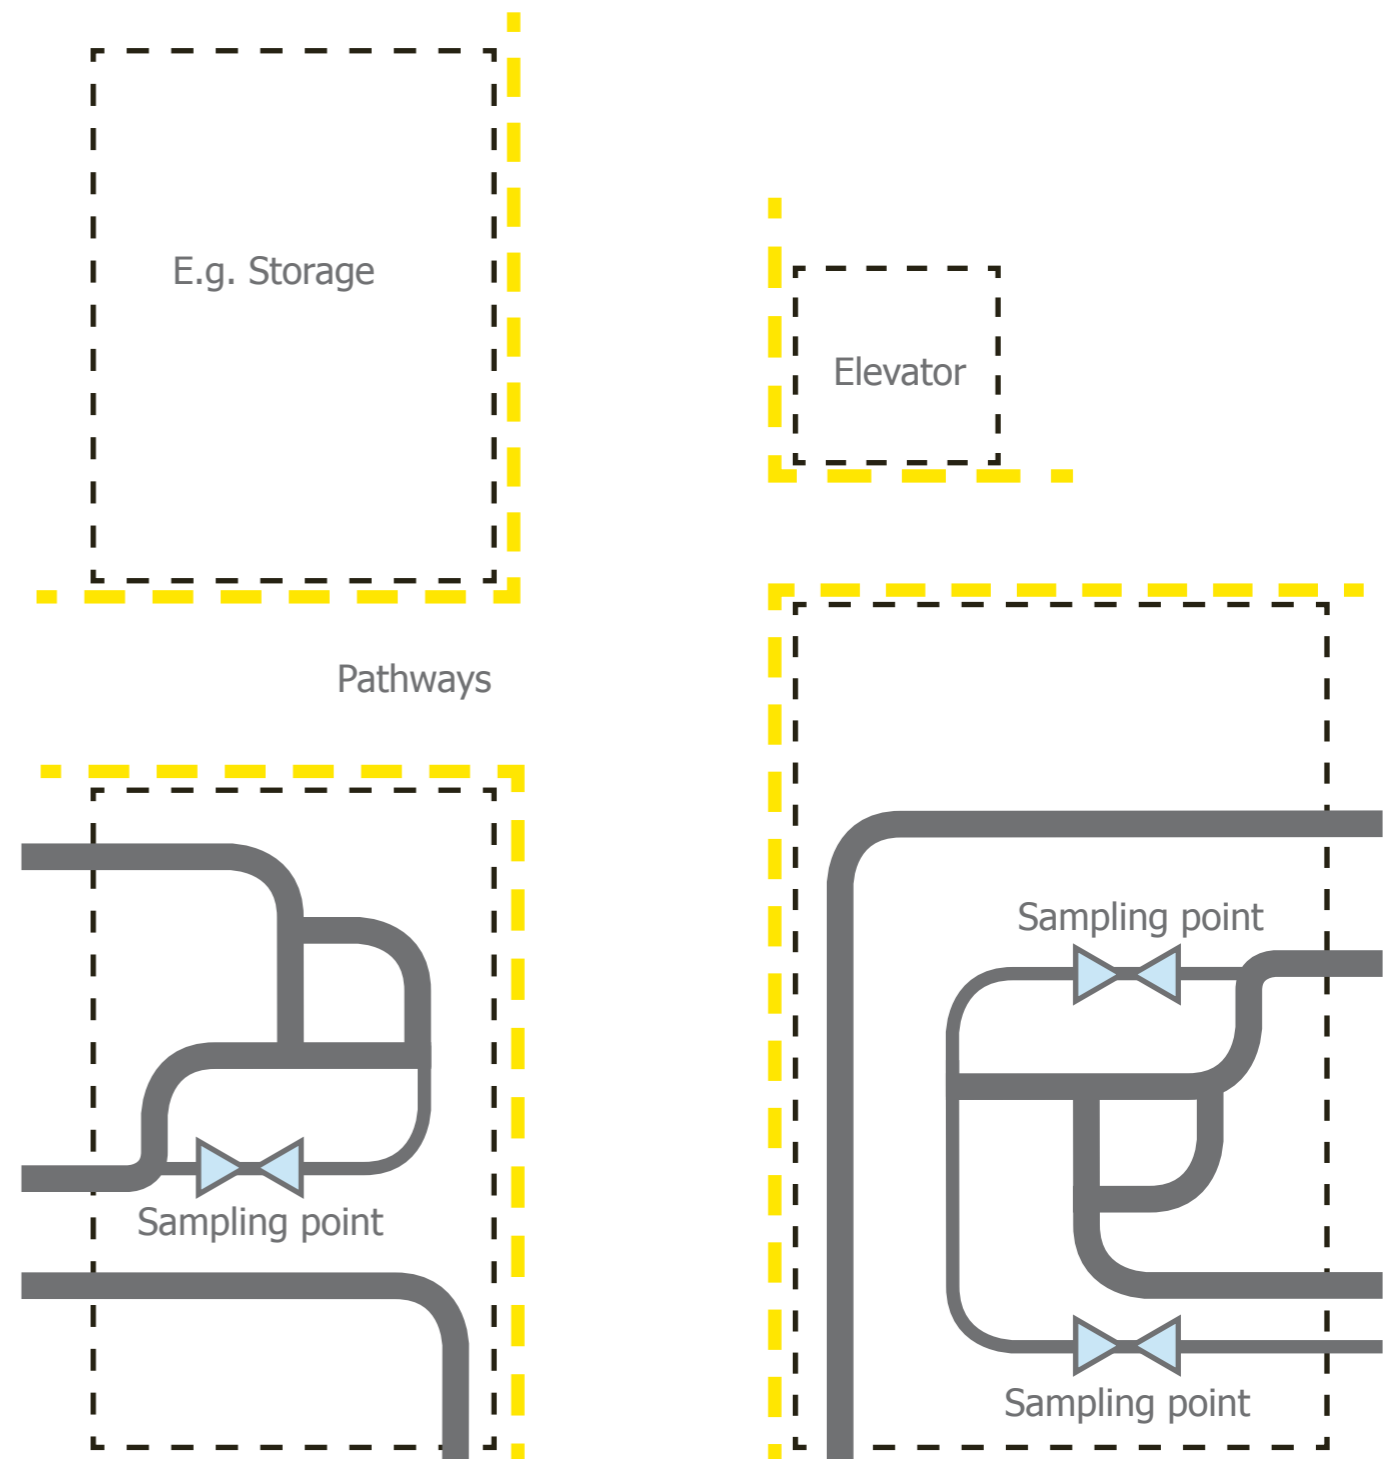 E.g. Storage
Elevator
Pathways
Sampling point
Sampling point
Sampling point